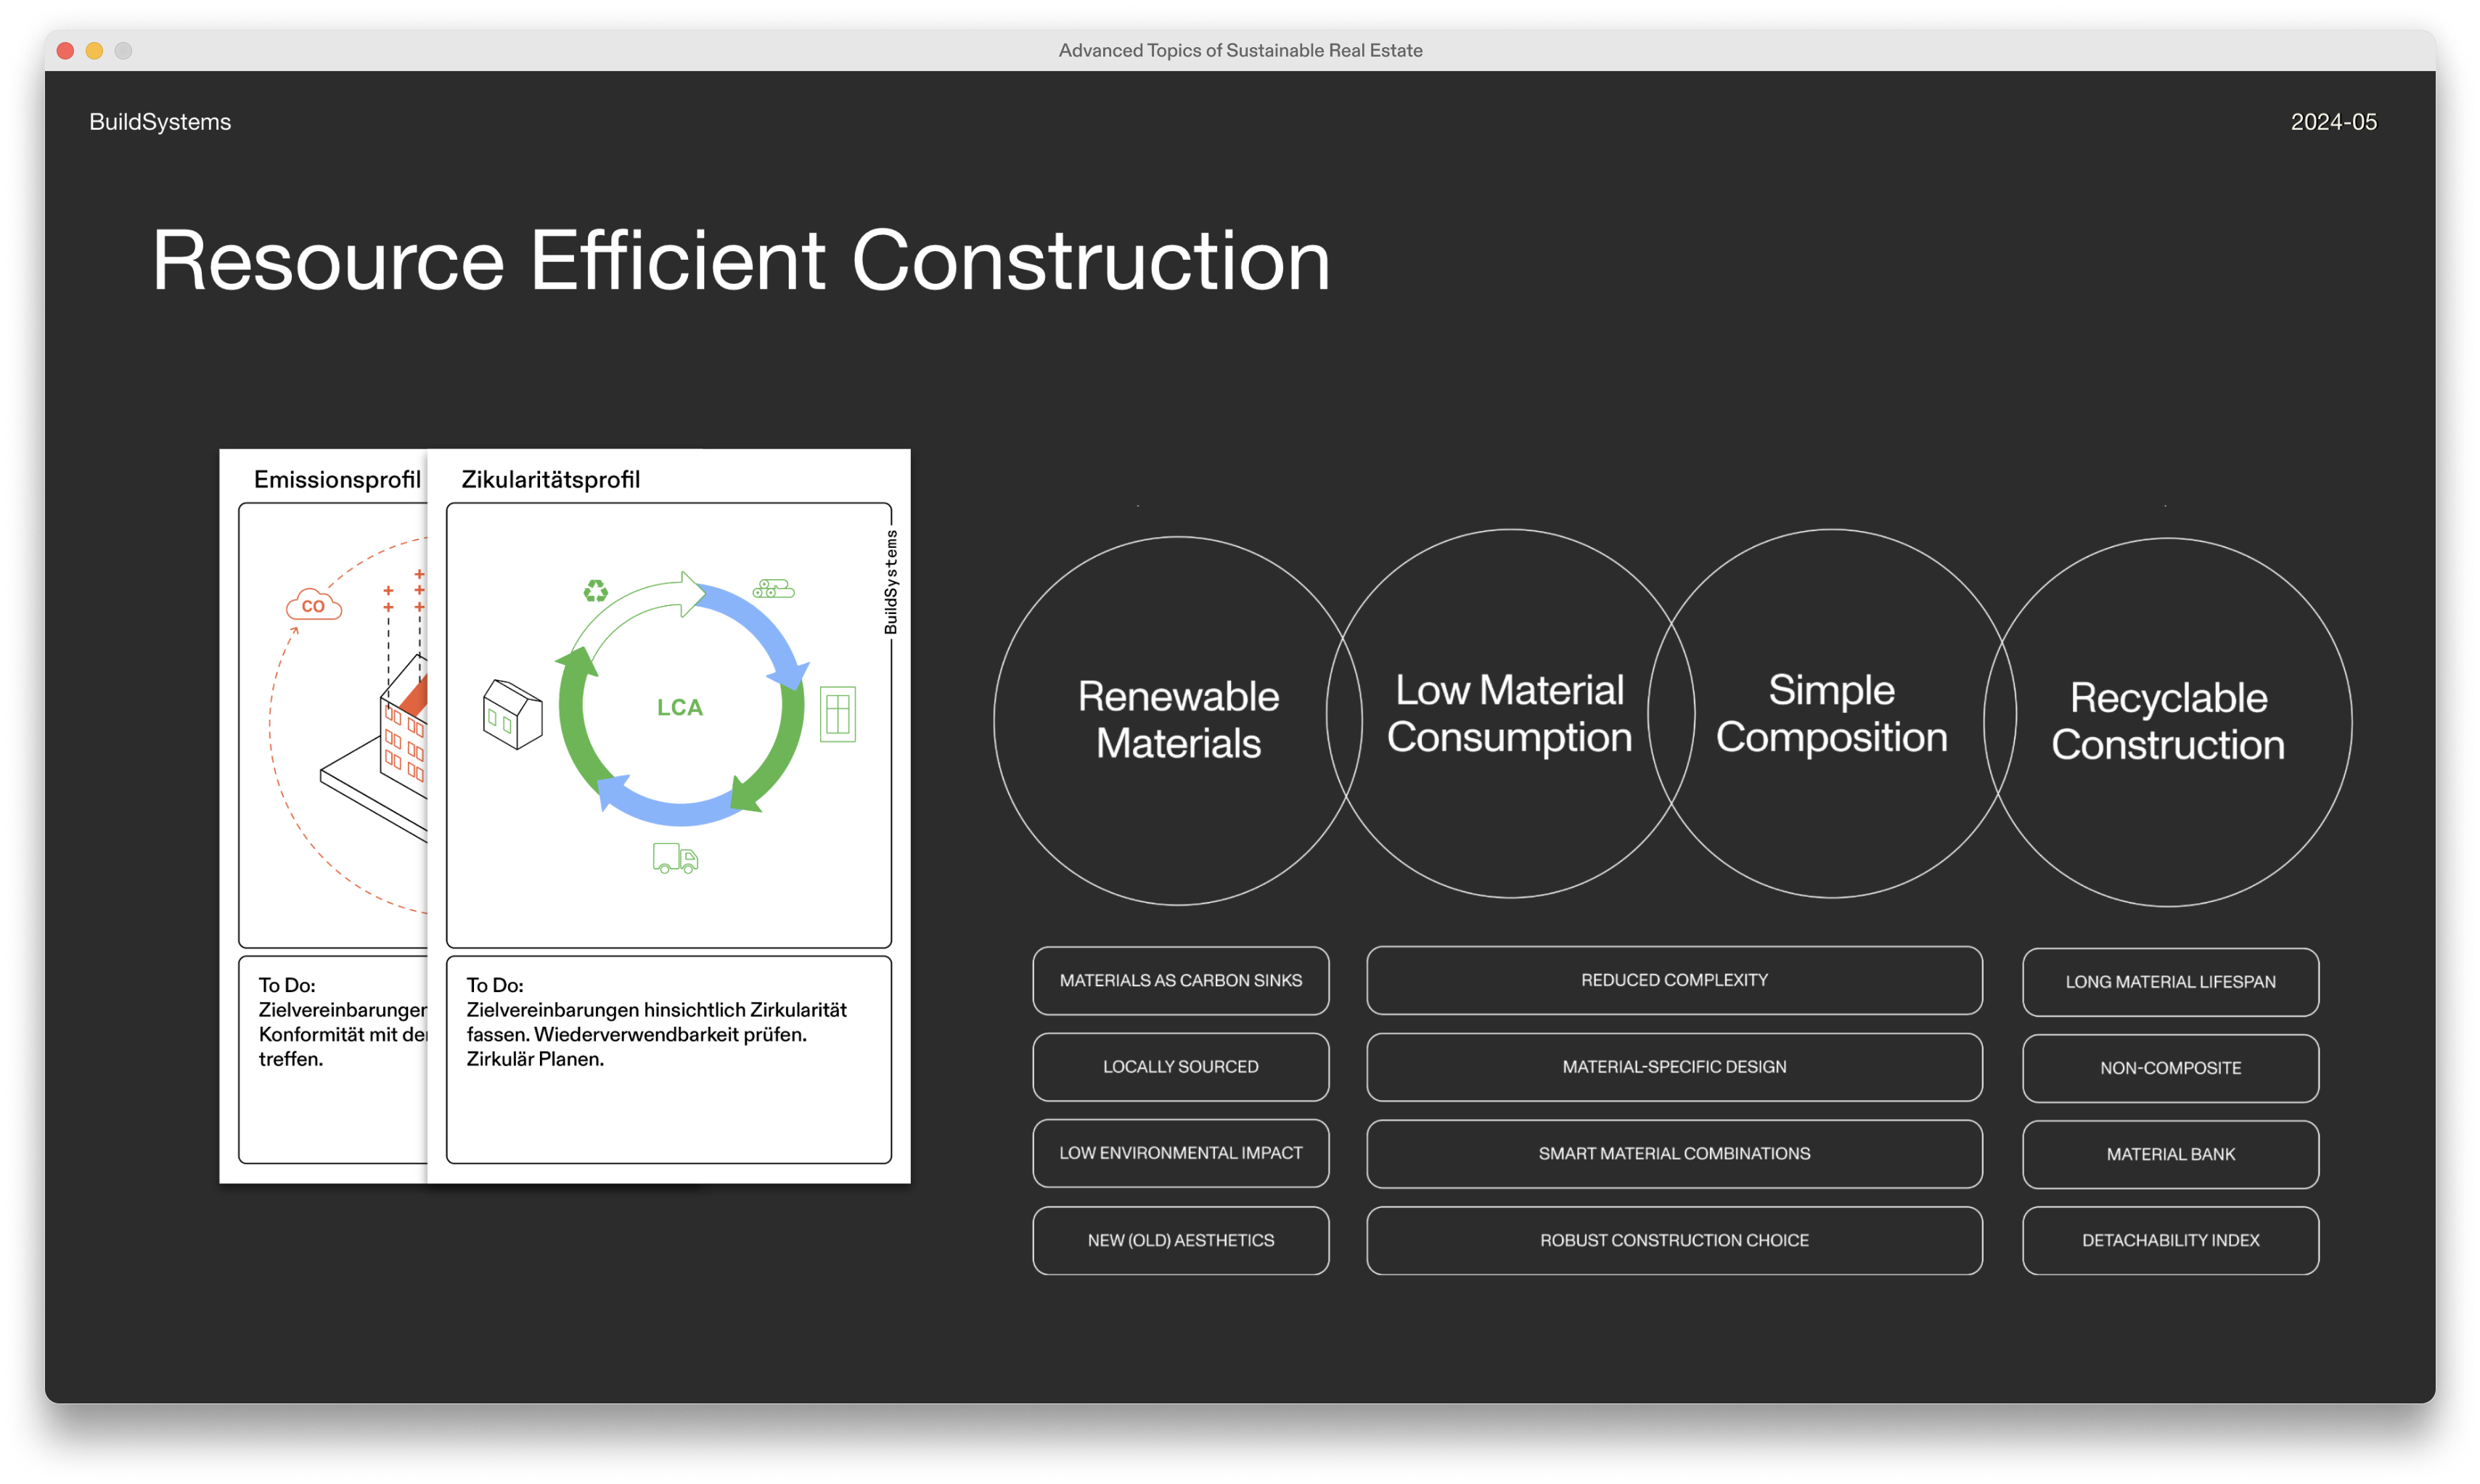 Advanced Topics of Sustainable Real Estate
BuildSystems
2024-05
Resource Efficient Construction
Emissionsprofil
CO
To Do:
Zielvereinbarungen
Konformität mit
treffen.
Zikularitätsprofil
BuildSystems
LCA
To Do:
Zielvereinbarungen hinsichtlich Zirkularität
fassen. Wiederverwendbarkeit prüfen.
Zirkulär Planen.
Renewable
Materials
Low Material
Consumption
Simple
Composition
Recyclable
Construction
MATERIALS AS CARBON SINKS
LOCALLY SOURCED
LOW ENVIRONMENTAL IMPACT
NEW (OLD) AESTHETICS
REDUCED COMPLEXITY
MATERIAL-SPECIFIC DESIGN
SMART MATERIAL COMBINATIONS
ROBUST CONSTRUCTION CHOICE
LONG MATERIAL LIFESPAN
NON-COMPOSITE
MATERIAL BANK
DETACHABILITY INDEX